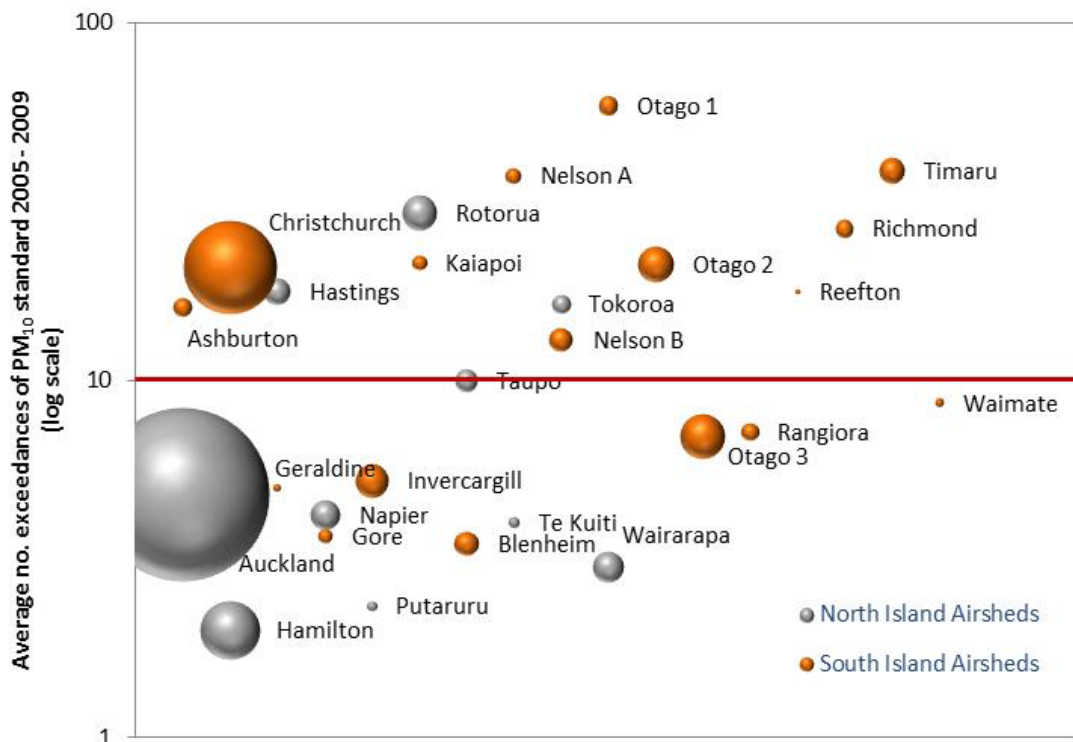 100
Average no. exceedances of PM₁₀ standard 2005 - 2009
(log scale)
Otago 1
Nelson A
Timaru
Christchurch
Rotorua
Richmond
Kaiapoi
Otago 2
Hastings
Tokoroa
Reefton
Ashburton
Nelson B
10
Taupo
Waimate
Rangiora
Otago 3
Geraldine
Invercargill
Napier
Te Kuiti
Wairarapa
Gore
Blenheim
Auckland
Putaruru
Hamilton
North Island Airsheds
South Island Airsheds
1